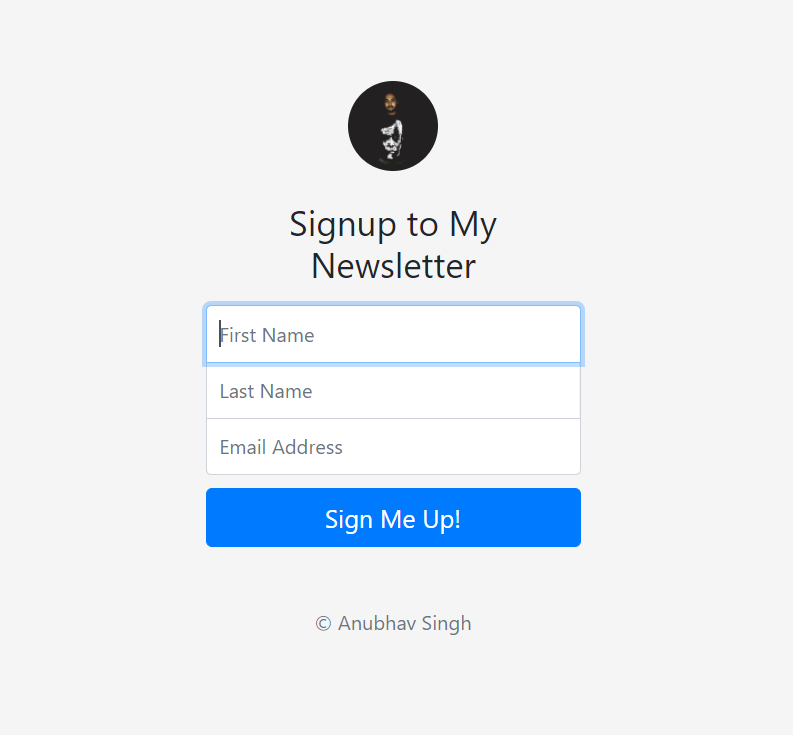 Signup to My
Newsletter
First Name
Last Name
Email Address
Sign Me Up!
© Anubhav Singh